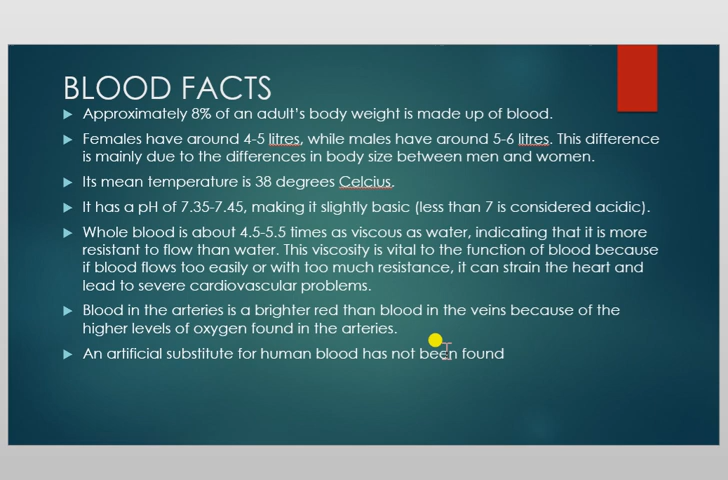 BLOOD FACTS
Approximately 8% of an adult's body weight is made up of blood.
Females have around 4-5 litres, while males have around 5-6 litres. This difference
is mainly due to the differences in body size between men and women.
Its mean temperature is 38 degrees Celcius.
It has a pH of 7.35-7.45, making it slightly basic (less than 7 is considered acidic).
Whole blood is about 4.5-5.5 times as viscous as water, indicating that it is more
resistant to flow than water. This viscosity is vital to the function of blood because
if blood flows too easily or with too much resistance, it can strain the heart and
lead to severe cardiovascular problems.
Blood in the arteries is a brighter red than blood in the veins because of the
higher levels of oxygen found in the arteries.
An artificial substitute for human blood has not been found